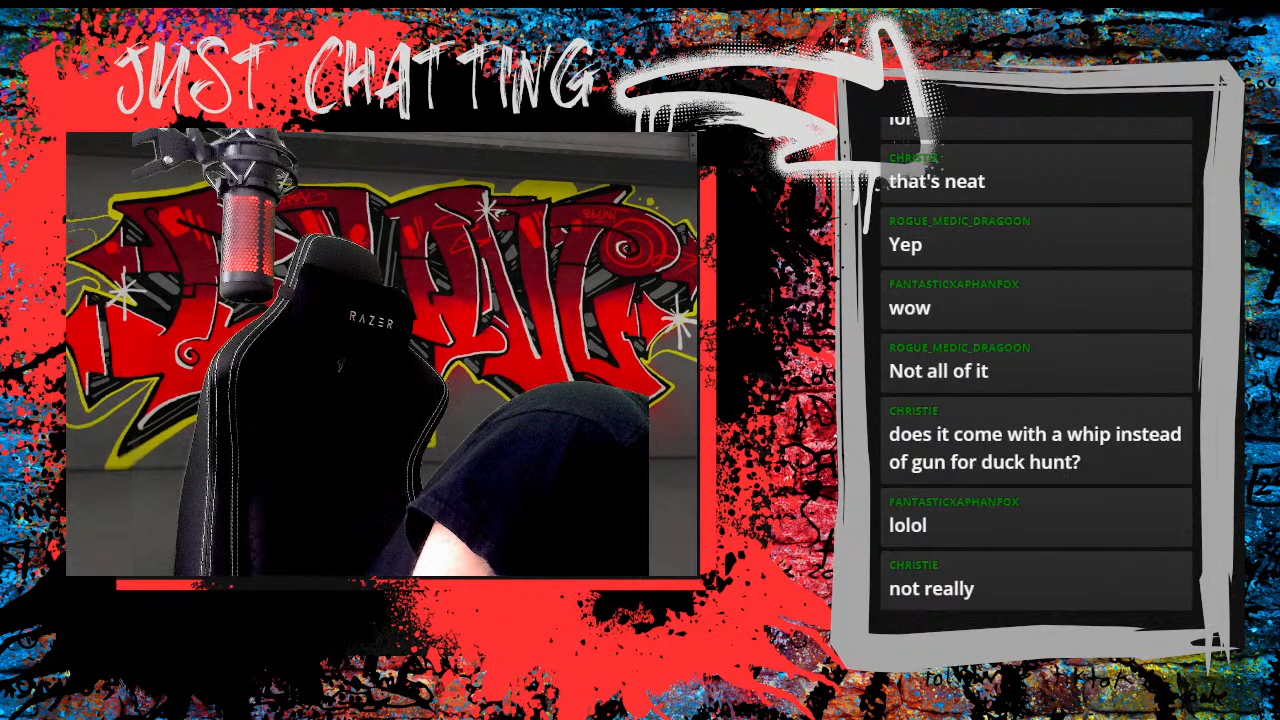 JUST CHATTING
lol
CHRISTIE
that's neat
ROGUE_MEDIC_DRAGOON
Yep
FANTASTICXAPHANFOX
wow
ROGUE_MEDIC_DRAGOON
Not all of it
CHRISTIE
does it come with a whip instead
of gun for duck hunt?
FANTASTICXAPHANFOX
lolol
CHRISTIE
not really
RAZER